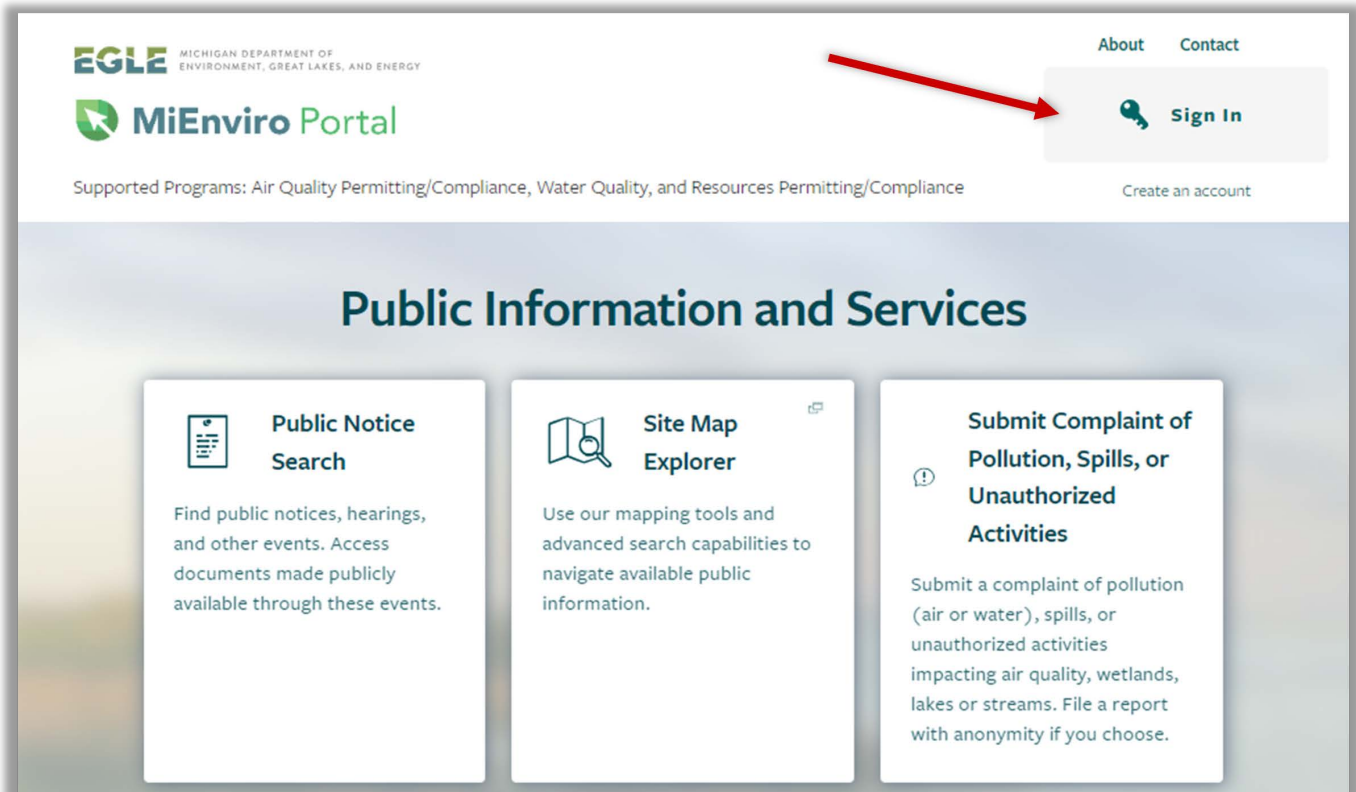 About Contact
EGLE MICHIGAN DEPARTMENT OF
ENVIRONMENT, GREAT LAKES, AND ENERGY
MiEnviro Portal
Sign In
Supported Programs: Air Quality Permitting/Compliance, Water Quality, and Resources Permitting/Compliance
Create an account
Public Information and Services
Public Notice
Search
Find public notices, hearings,
and other events. Access
documents made publicly
available through these events.
Site Map
Explorer
Use our mapping tools and
advanced search capabilities to
navigate available public
information.
Submit Complaint of
Pollution, Spills, or
Unauthorized
Activities
Submit a complaint of pollution
(air or water), spills, or
unauthorized activities
impacting air quality, wetlands,
lakes or streams. File a report
with anonymity if you choose.